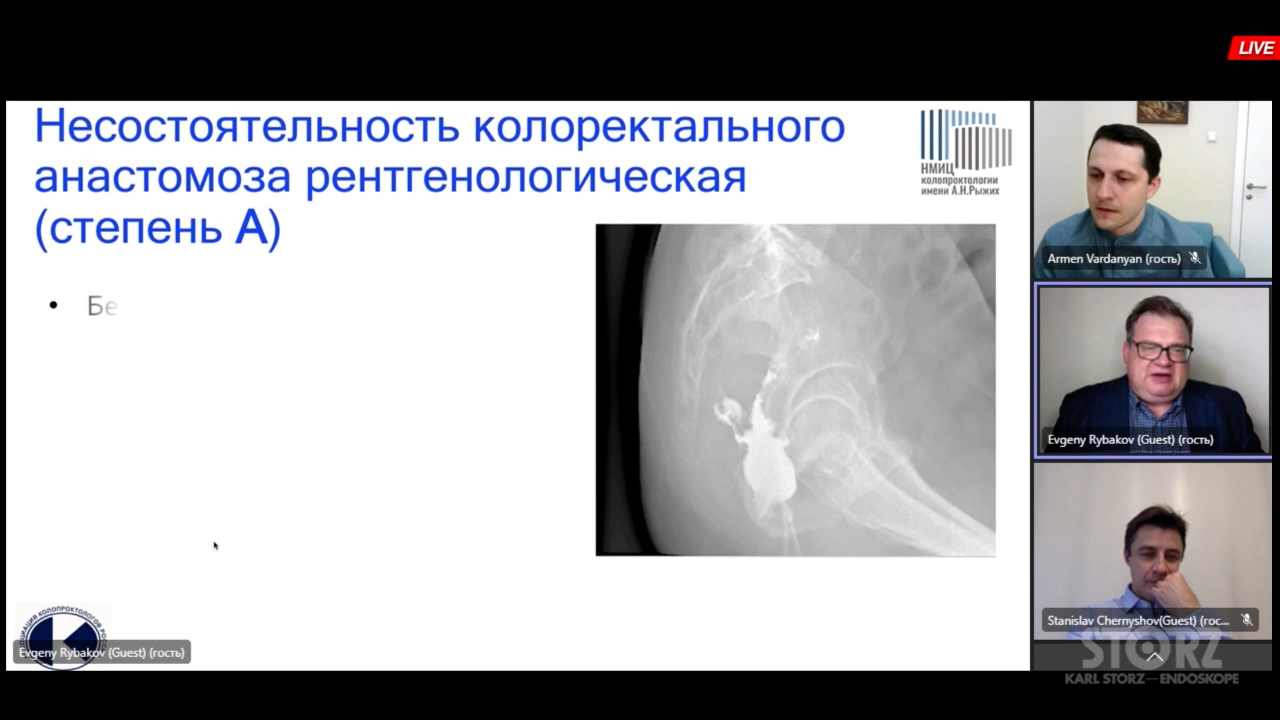 LIVE
Несостоятельность колоректального
анастомоза рентгенологическая
(степень А)
• Бе
НМИЦ
колопроктологии
имени А.Н.Рыжих
Armen Vardanyan (гость)
Evgeny Rybakov (Guest) (гость)
Stanislav Chernyshov(Guest) (гос...
Evgeny Rybakov (Guest) (гость)
STORZ
KARL STORZ—ENDOSKOPE